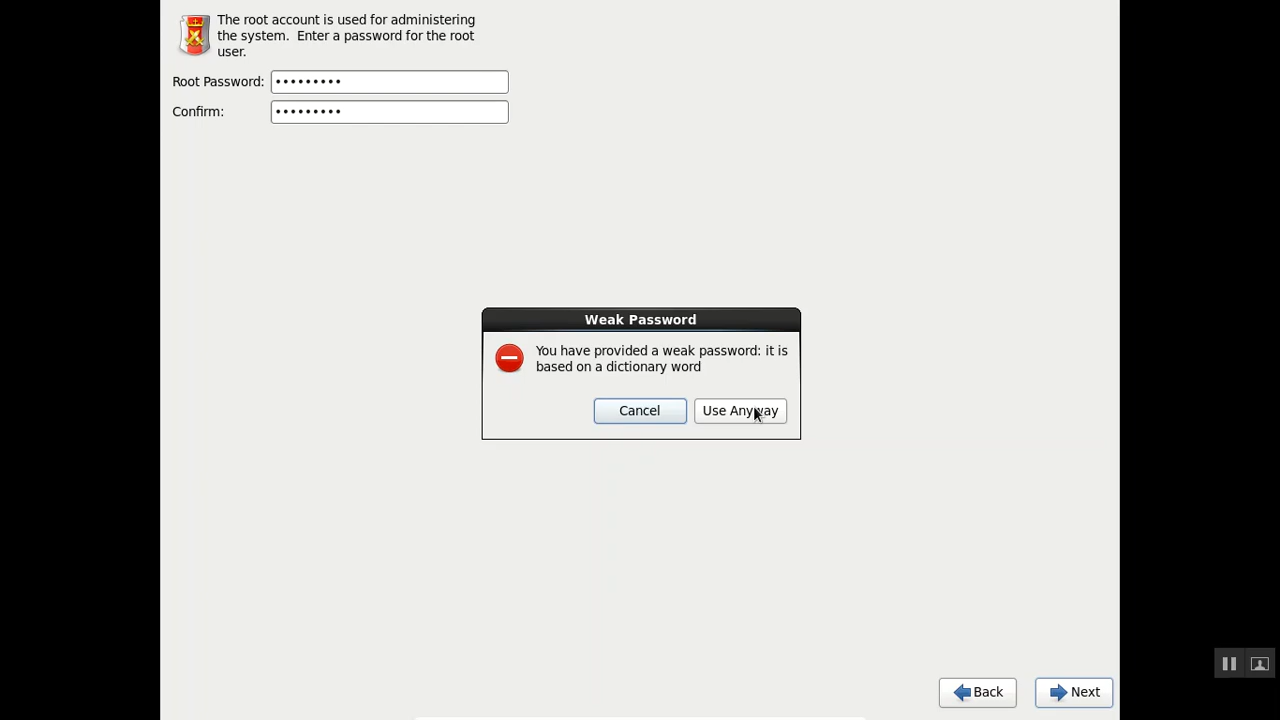 The root account is used for administering
the system.  Enter a password for the root
user.
Root Password: •••••••••
Confirm: •••••••••
Weak Password
You have provided a weak password: it is
based on a dictionary word
Cancel Use Anyway
Back Next